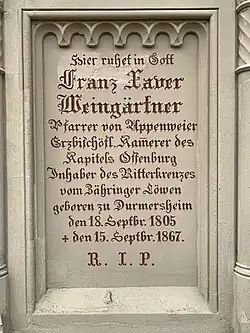 Hier ruhet in Gott
Franz Xaver
Weingärtner
Pfarrer von Appenweier
Erzbischöfl. Kamerer des
Kapitels Offenburg
Inhaber des Ritterkreuzes
vom Zähringer Löwen
geboren zu Durmersheim
den 18. Septbr. 1805
+ den 15. Septbr. 1867.
R. I. P.